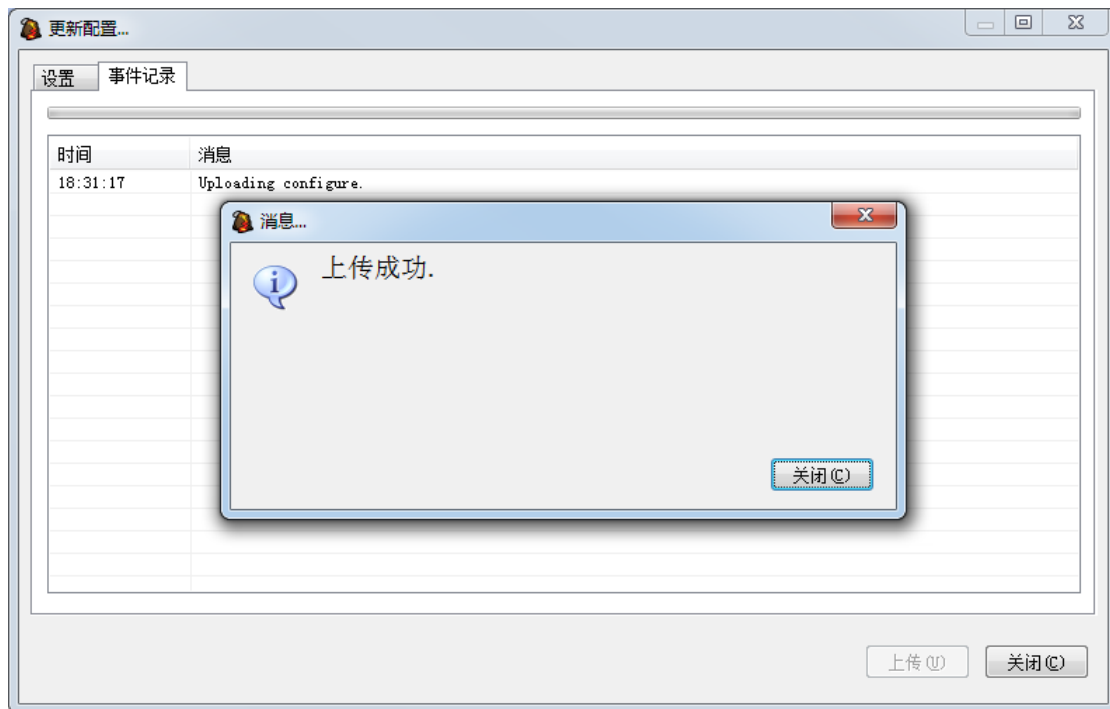 更新配置...
设置 事件记录
时间 消息
18:31:17 Uploading configure.
消息...
上传成功.
关闭(C)
上传(U) 关闭(C)